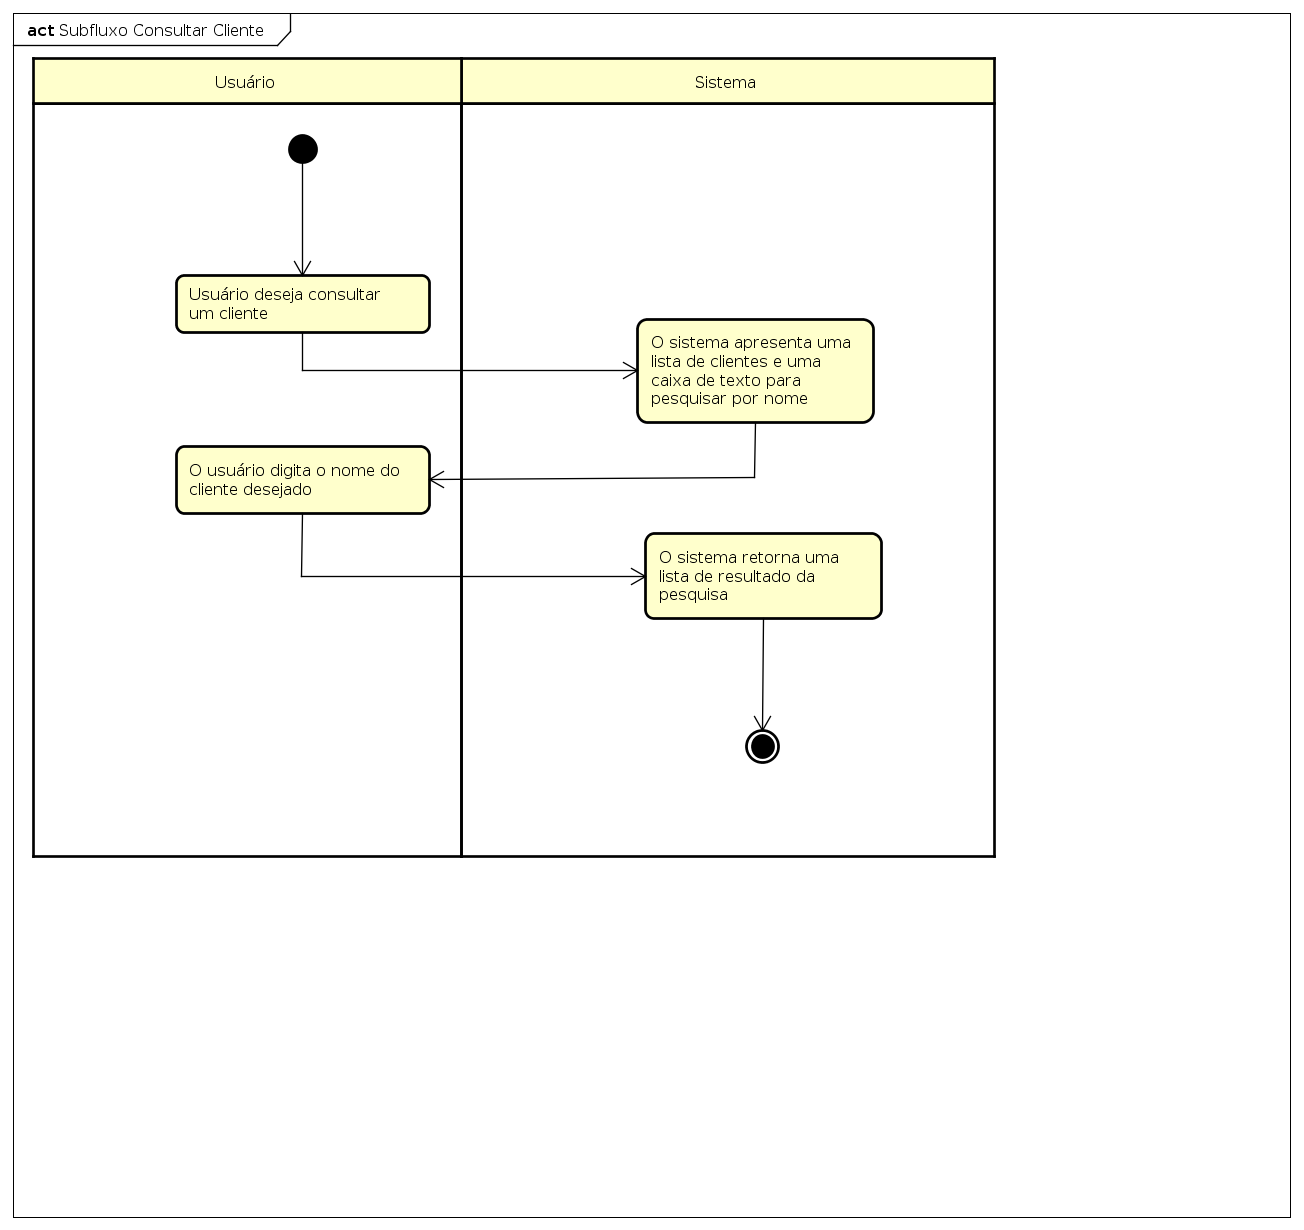 act Subfluxo Consultar Cliente
Usuário
Sistema
Usuário deseja consultar
um cliente
O sistema apresenta uma
lista de clientes e uma
caixa de texto para
pesquisar por nome
O usuário digita o nome do
cliente desejado
O sistema retorna uma
lista de resultado da
pesquisa